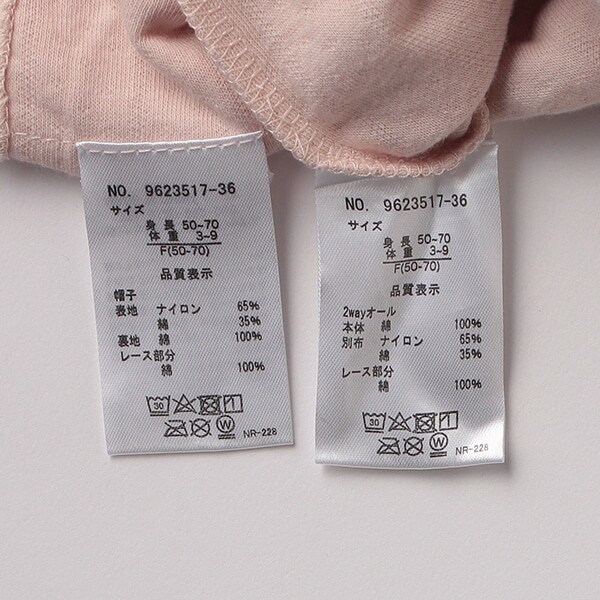 NO. 9623517-36
サイズ
身長 50-70
体重 3-9
F(50-70)
品質表示
帽子
表地 ナイロン 65%
綿 35%
裏地 綿 100%
レース部分
綿 100%
30
1
W
NR-228
NO. 9623517-36
サイズ
身長 50-70
体重 3-9
F(50-70)
品質表示
2wayオール
本体 綿 100%
別布 ナイロン 65%
綿 35%
レース部分
綿 100%
30
1
W
NR-228